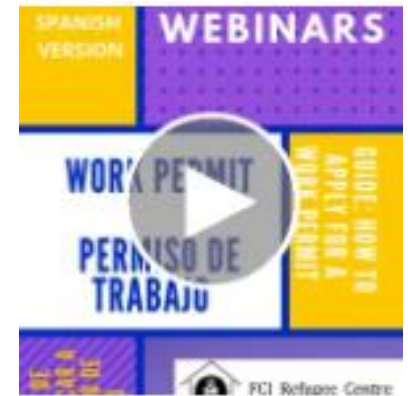 SPANISH
VERSION
WEBINARS
WORK PERMIT
PERMISO DE
TRABAJO
GUIDE: HOW TO
APPLY FOR A
WORK PERMIT
FCJ Refugee Centre